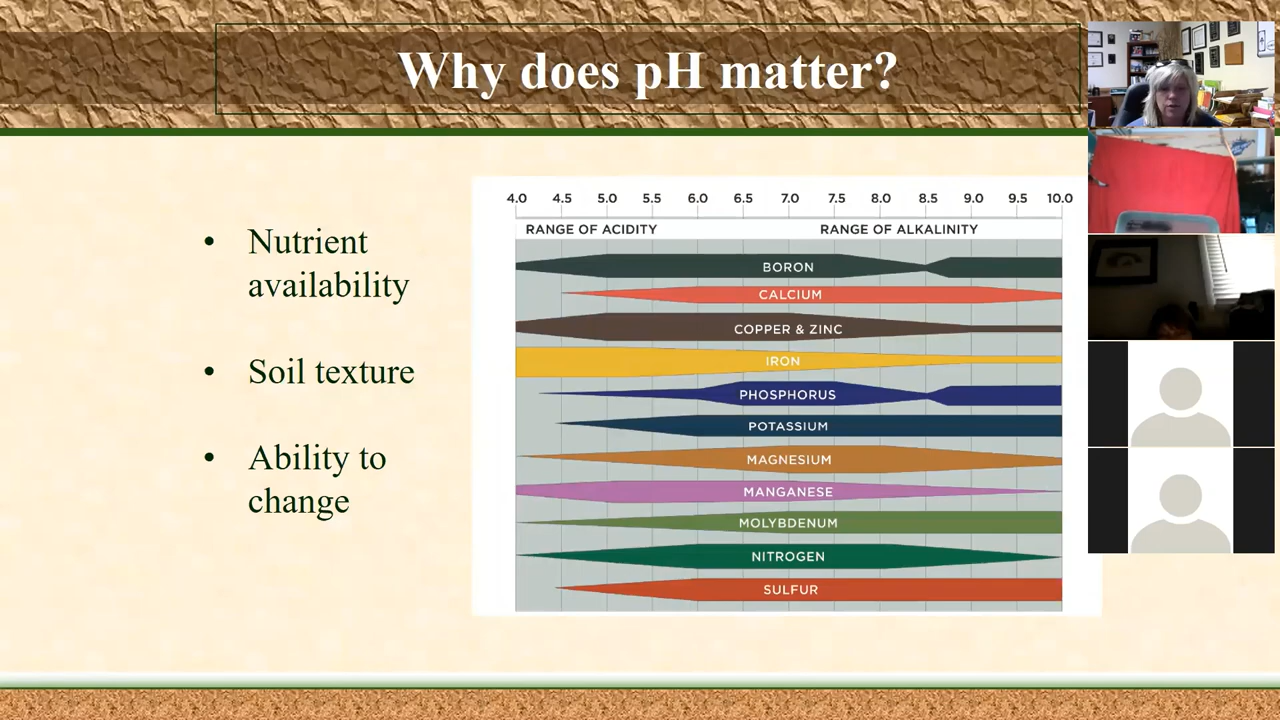 Why does pH matter?
• Nutrient
availability
• Soil texture
• Ability to
change
4.0 4.5 5.0 5.5 6.0 6.5 7.0 7.5 8.0 8.5 9.0 9.5 10.0
RANGE OF ACIDITY RANGE OF ALKALINITY
BORON
CALCIUM
COPPER & ZINC
IRON
PHOSPHORUS
POTASSIUM
MAGNESIUM
MANGANESE
MOLYBDENUM
NITROGEN
SULFUR